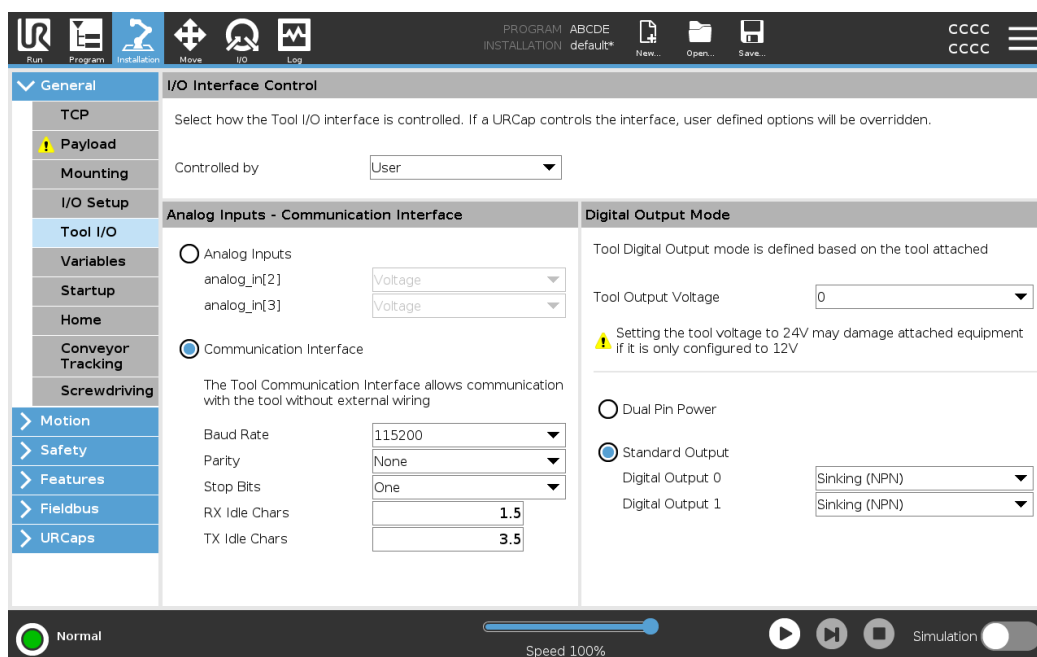 UR
Run
Program
Installation
Move
I/O
Log
PROGRAM ABCDE
INSTALLATION default*
New...
Open...
Save...
CCCC
CCCC
General
TCP
Payload
Mounting
I/O Setup
Tool I/O
Variables
Startup
Home
Conveyor
Tracking
Screwdriving
Motion
Safety
Features
Fieldbus
URCaps
I/O Interface Control
Select how the Tool I/O interface is controlled. If a URCap controls the interface, user defined options will be overridden.
Controlled by User
Analog Inputs - Communication Interface
Analog Inputs
analog_in[2] Voltage
analog_in[3] Voltage
Communication Interface
The Tool Communication Interface allows communication
with the tool without external wiring
Baud Rate 115200
Parity None
Stop Bits One
RX Idle Chars 1.5
TX Idle Chars 3.5
Digital Output Mode
Tool Digital Output mode is defined based on the tool attached
Tool Output Voltage 0
Setting the tool voltage to 24V may damage attached equipment
if it is only configured to 12V
Dual Pin Power
Standard Output
Digital Output 0 Sinking (NPN)
Digital Output 1 Sinking (NPN)
Normal
Speed 100%
Simulation